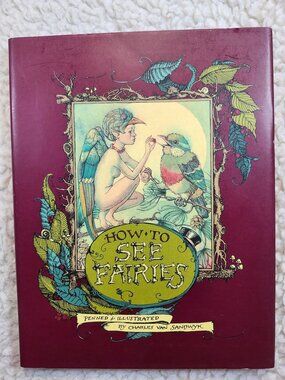 HOW·TO
SEE
FAIRIES
PENNED & ILLUSTRATED
BY CHARLES VAN SANDWYK